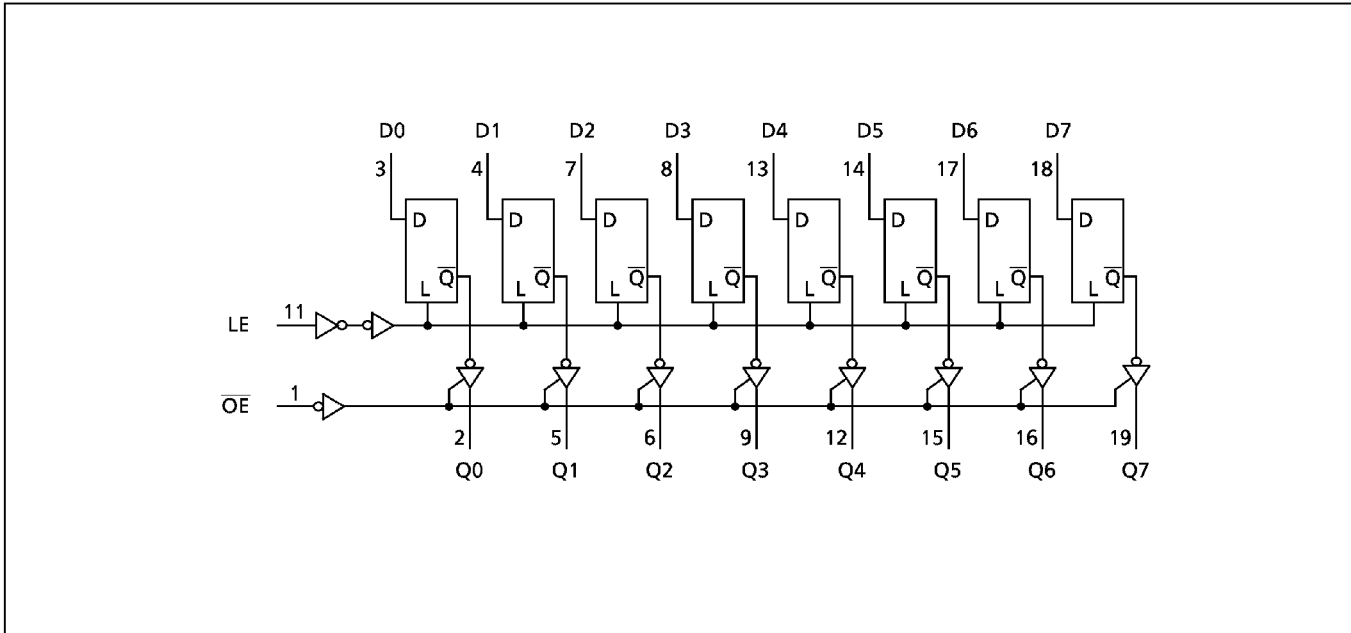 D0 D1 D2 D3 D4 D5 D6 D7
3 4 7 8 13 14 17 18
D D D D D D D D
Q̅ Q̅ Q̅ Q̅ Q̅ Q̅ Q̅ Q̅
L L L L L L L L
LE 11
O̅E̅ 1
2 5 6 9 12 15 16 19
Q0 Q1 Q2 Q3 Q4 Q5 Q6 Q7